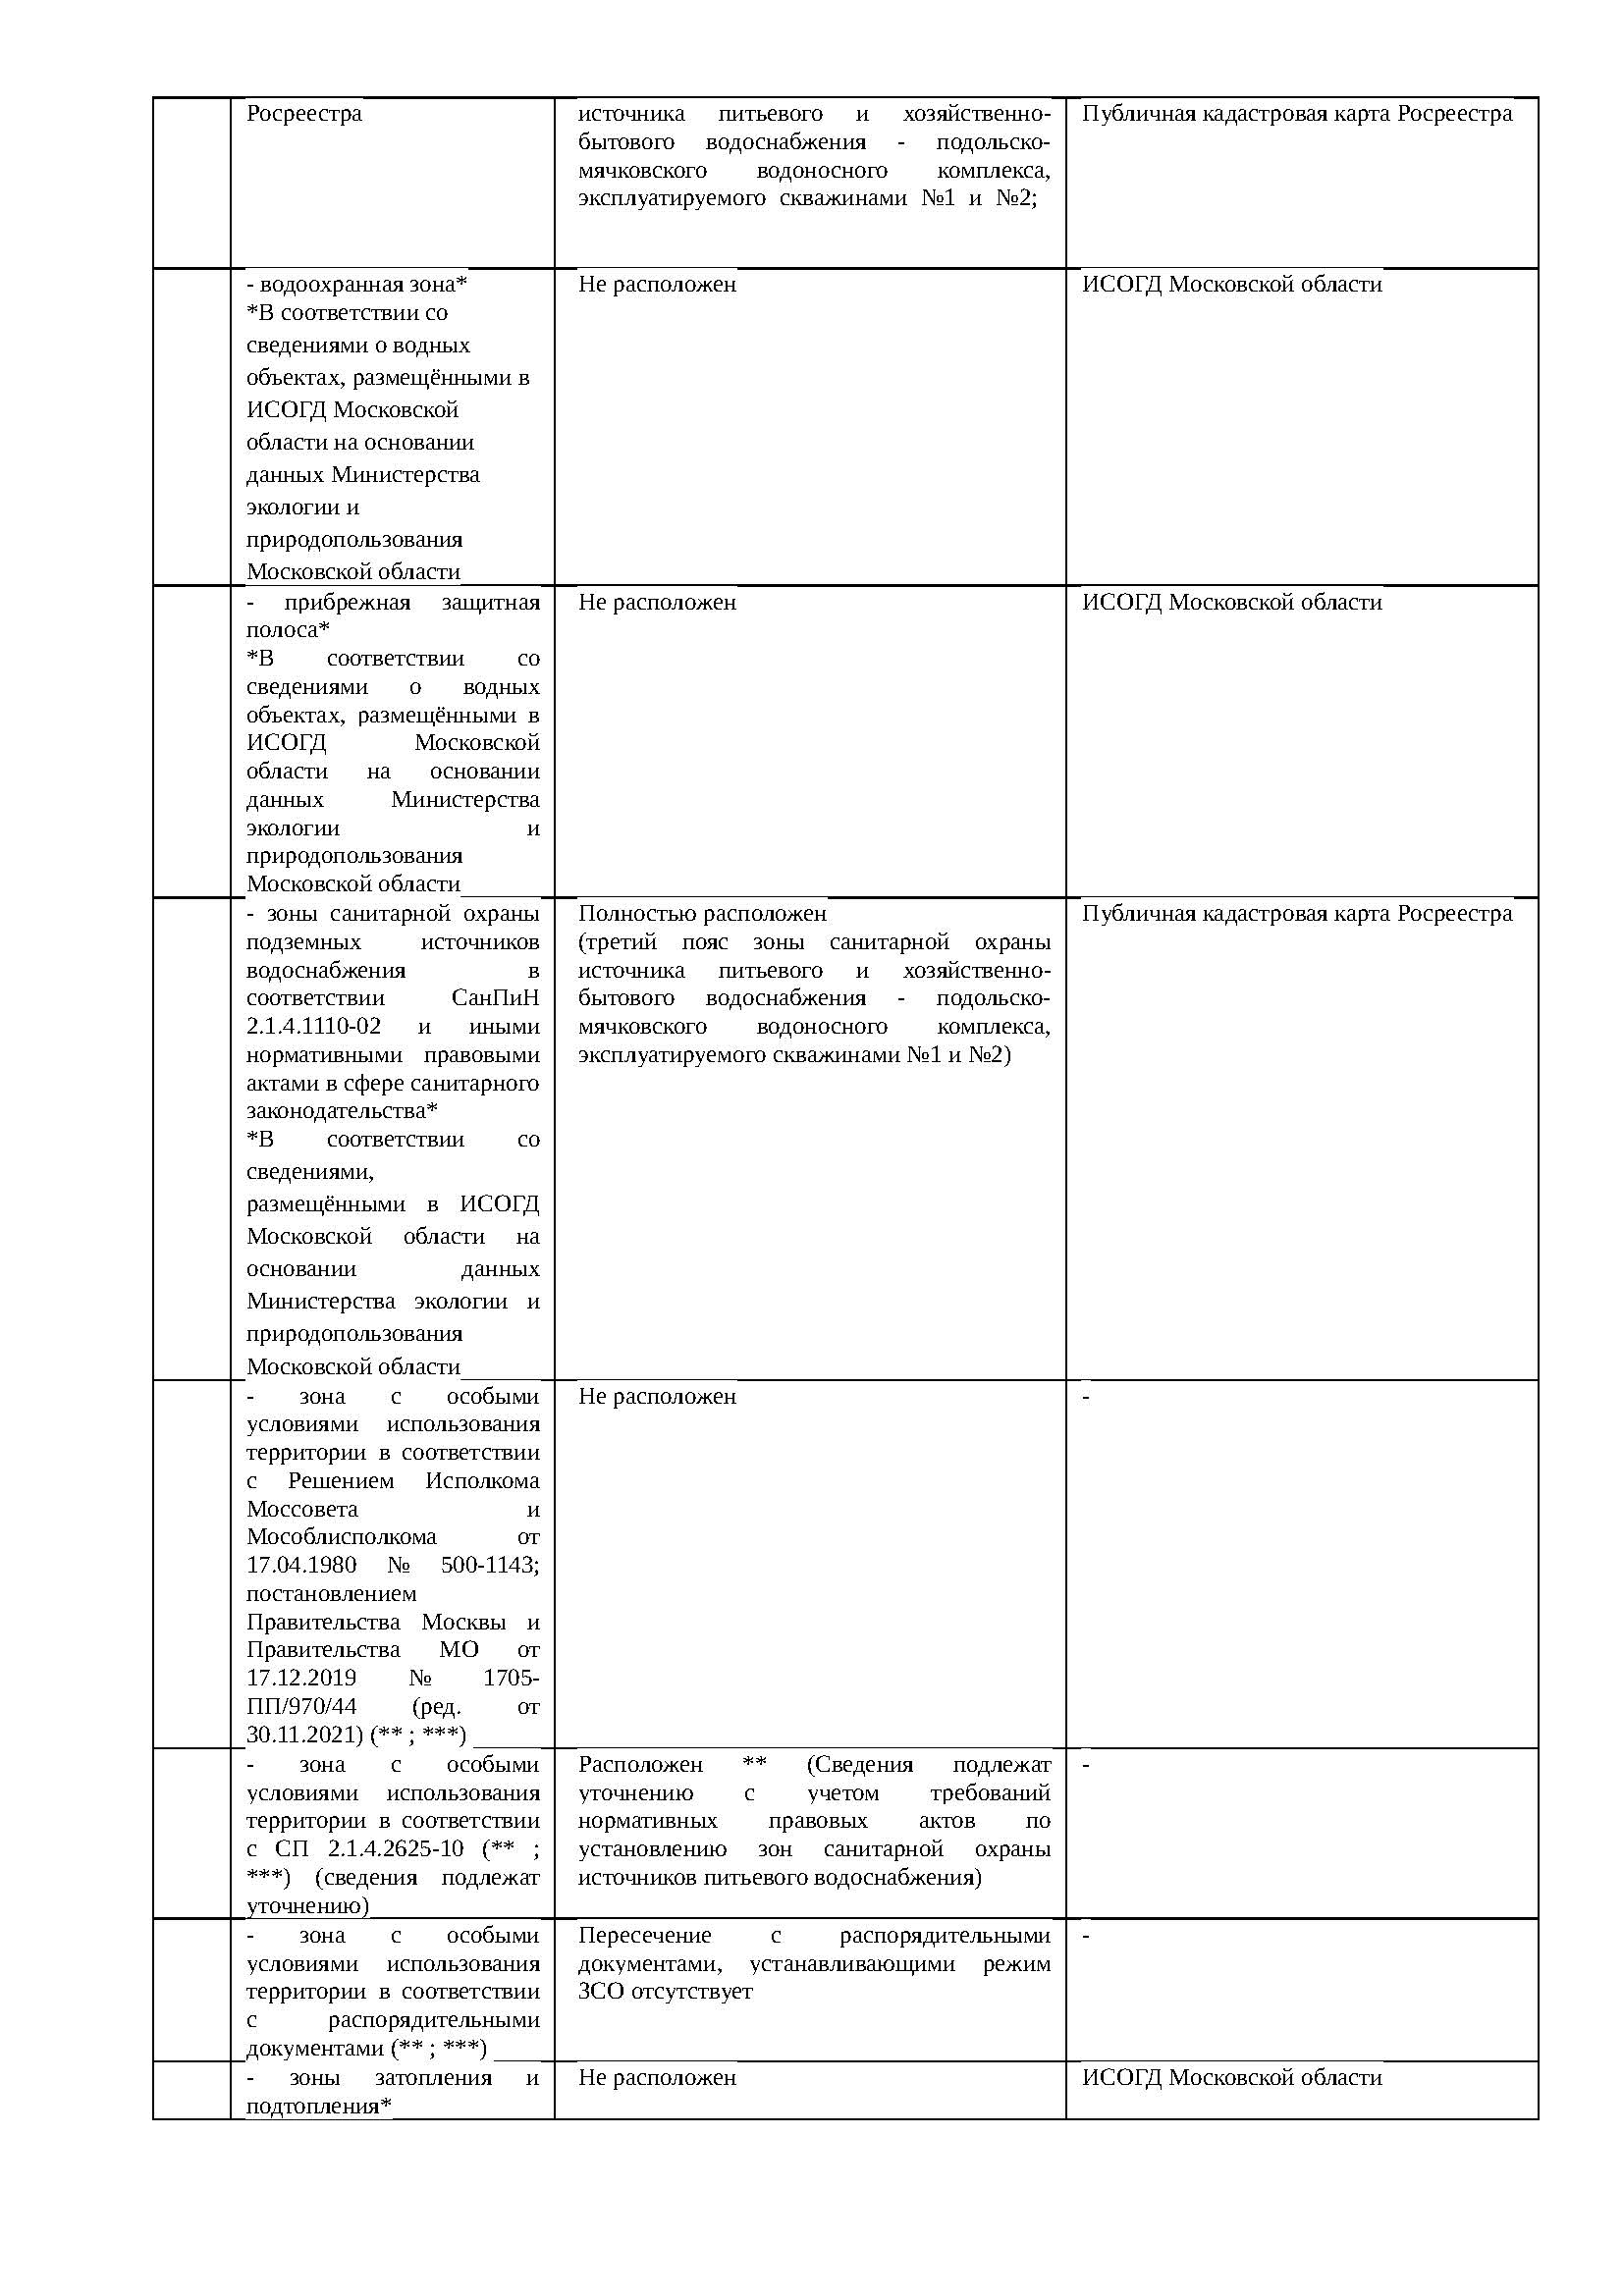 Росреестра
источника питьевого и хозяйственно-
бытового водоснабжения - подольско-
мячковского водоносного комплекса,
эксплуатируемого скважинами №1 и №2;
Публичная кадастровая карта Росреестра
- водоохранная зона*
*В соответствии со
сведениями о водных
объектах, размещёнными в
ИСОГД Московской
области на основании
данных Министерства
экологии и
природопользования
Московской области
Не расположен
ИСОГД Московской области
- прибрежная защитная
полоса*
*В соответствии со
сведениями о водных
объектах, размещёнными в
ИСОГД Московской
области на основании
данных Министерства
экологии и
природопользования
Московской области
Не расположен
ИСОГД Московской области
- зоны санитарной охраны
подземных источников
водоснабжения в
соответствии СанПиН
2.1.4.1110-02 и иными
нормативными правовыми
актами в сфере санитарного
законодательства*
*В соответствии со
сведениями,
размещёнными в ИСОГД
Московской области на
основании данных
Министерства экологии и
природопользования
Московской области
Полностью расположен
(третий пояс зоны санитарной охраны
источника питьевого и хозяйственно-
бытового водоснабжения - подольско-
мячковского водоносного комплекса,
эксплуатируемого скважинами №1 и №2)
Публичная кадастровая карта Росреестра
- зона с особыми
условиями использования
территории в соответствии
с Решением Исполкома
Моссовета и
Мособлисполкома от
17.04.1980 № 500-1143;
постановлением
Правительства Москвы и
Правительства МО от
17.12.2019 № 1705-
ПП/970/44 (ред. от
30.11.2021) (** ; ***)
Не расположен
-
- зона с особыми
условиями использования
территории в соответствии
с СП 2.1.4.2625-10 (** ;
***) (сведения подлежат
уточнению)
Расположен ** (Сведения подлежат
уточнению с учетом требований
нормативных правовых актов по
установлению зон санитарной охраны
источников питьевого водоснабжения)
-
- зона с особыми
условиями использования
территории в соответствии
с распорядительными
документами (** ; ***)
Пересечение с распорядительными
документами, устанавливающими режим
ЗСО отсутствует
-
- зоны затопления и
подтопления*
Не расположен
ИСОГД Московской области